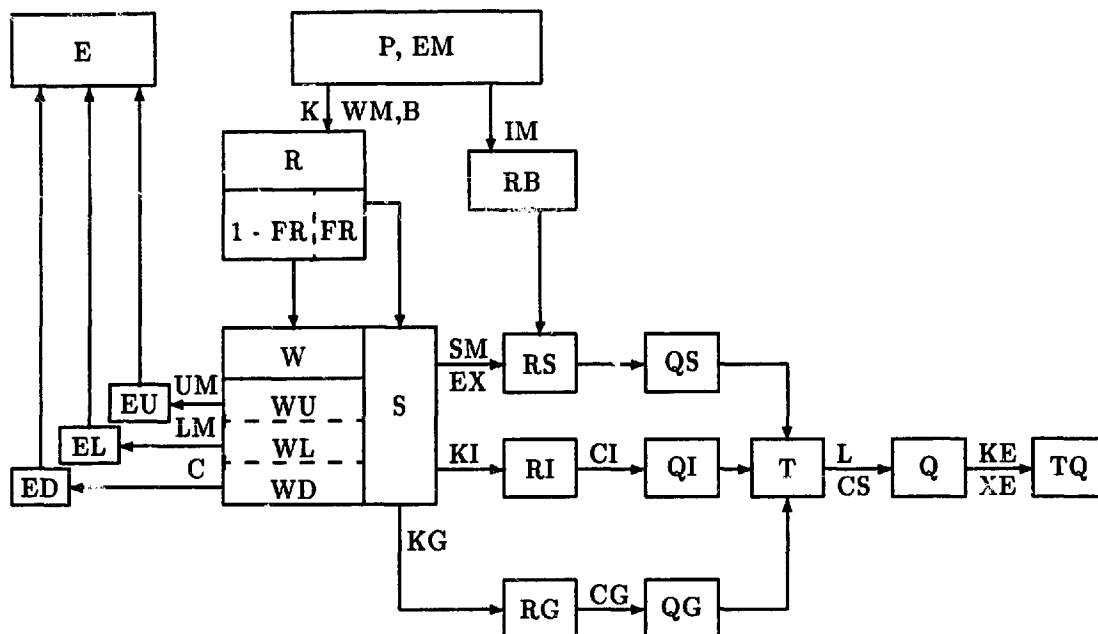 E
P, EM
K
WM,B
IM
R
RB
1 - FR
FR
W
S
SM
EX
RS
QS
UM
EU
WU
LM
EL
WL
KI
RI
CI
QI
T
L
CS
Q
KE
XE
TQ
C
ED
WD
KG
RG
CG
QG